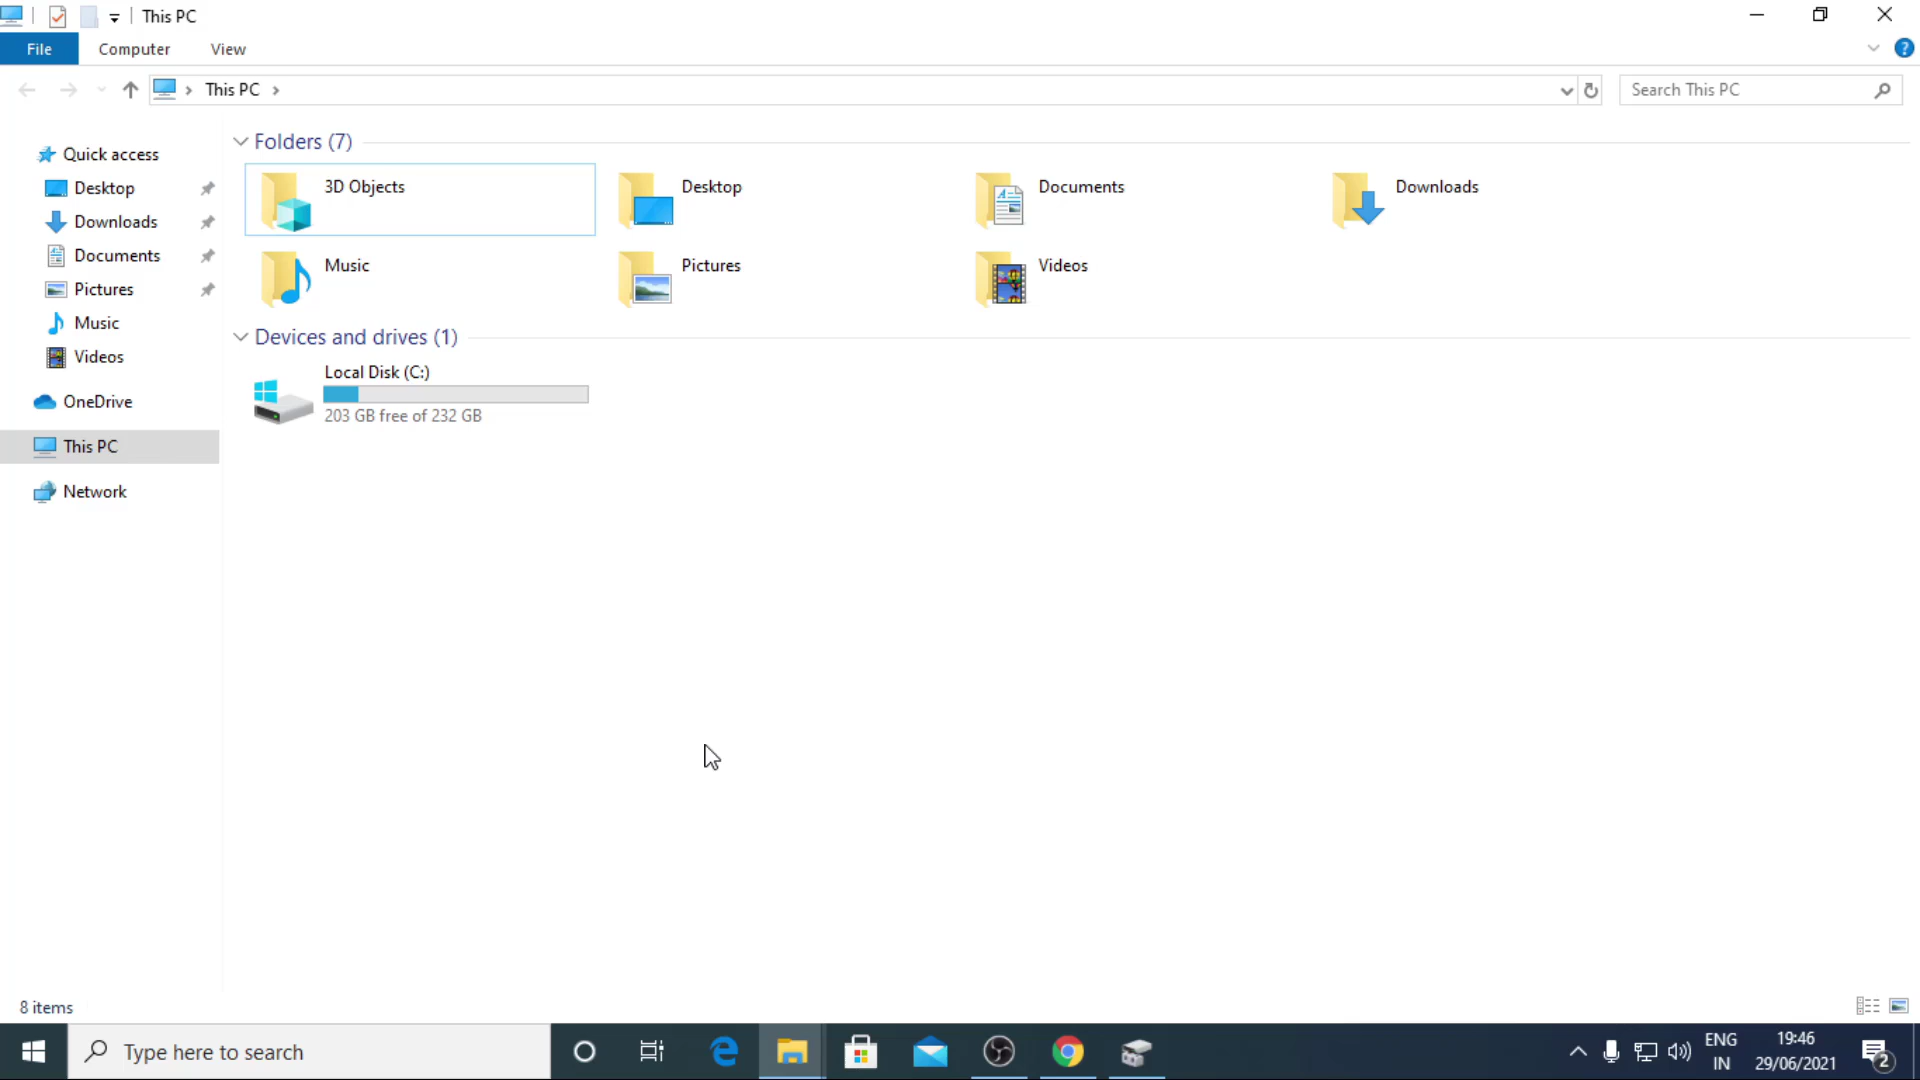 This PC
File Computer View
This PC
Search This PC
Quick access
Desktop
Downloads
Documents
Pictures
Music
Videos
OneDrive
This PC
Network
Folders (7)
3D Objects
Desktop
Documents
Downloads
Music
Pictures
Videos
Devices and drives (1)
Local Disk (C:)
203 GB free of 232 GB
8 items
Type here to search
ENG
IN
19:46
29/06/2021
2